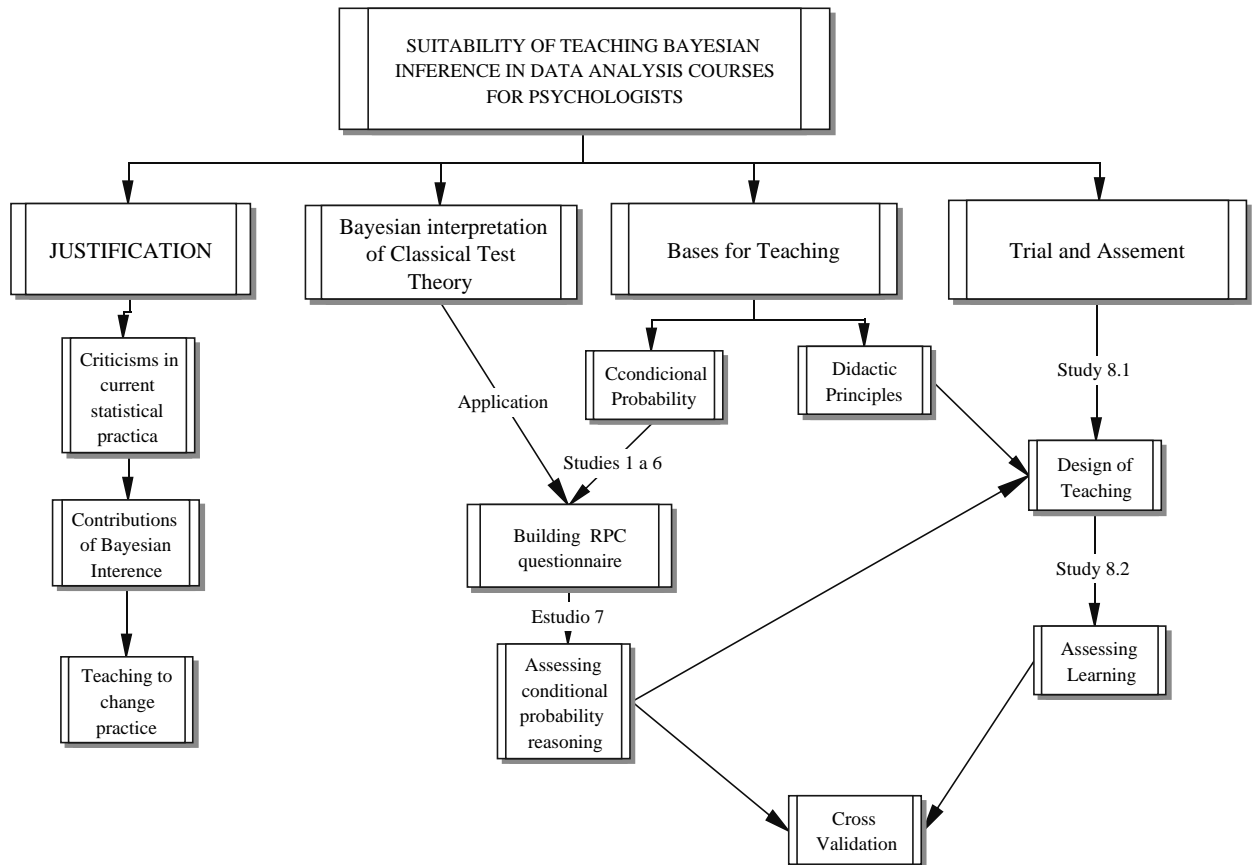 SUITABILITY OF TEACHING BAYESIAN
INFERENCE IN DATA ANALYSIS COURSES
FOR PSYCHOLOGISTS
JUSTIFICATION
Bayesian interpretation
of Classical Test
Theory
Bases for Teaching
Trial and Assement
Criticisms in
current
statistical
practica
Ccondicional
Probability
Didactic
Principles
Study 8.1
Application
Studies 1 a 6
Design of
Teaching
Contributions
of Bayesian
Interence
Building RPC
questionnaire
Study 8.2
Estudio 7
Teaching to
change
practice
Assessing
conditional
probability
reasoning
Assessing
Learning
Cross
Validation